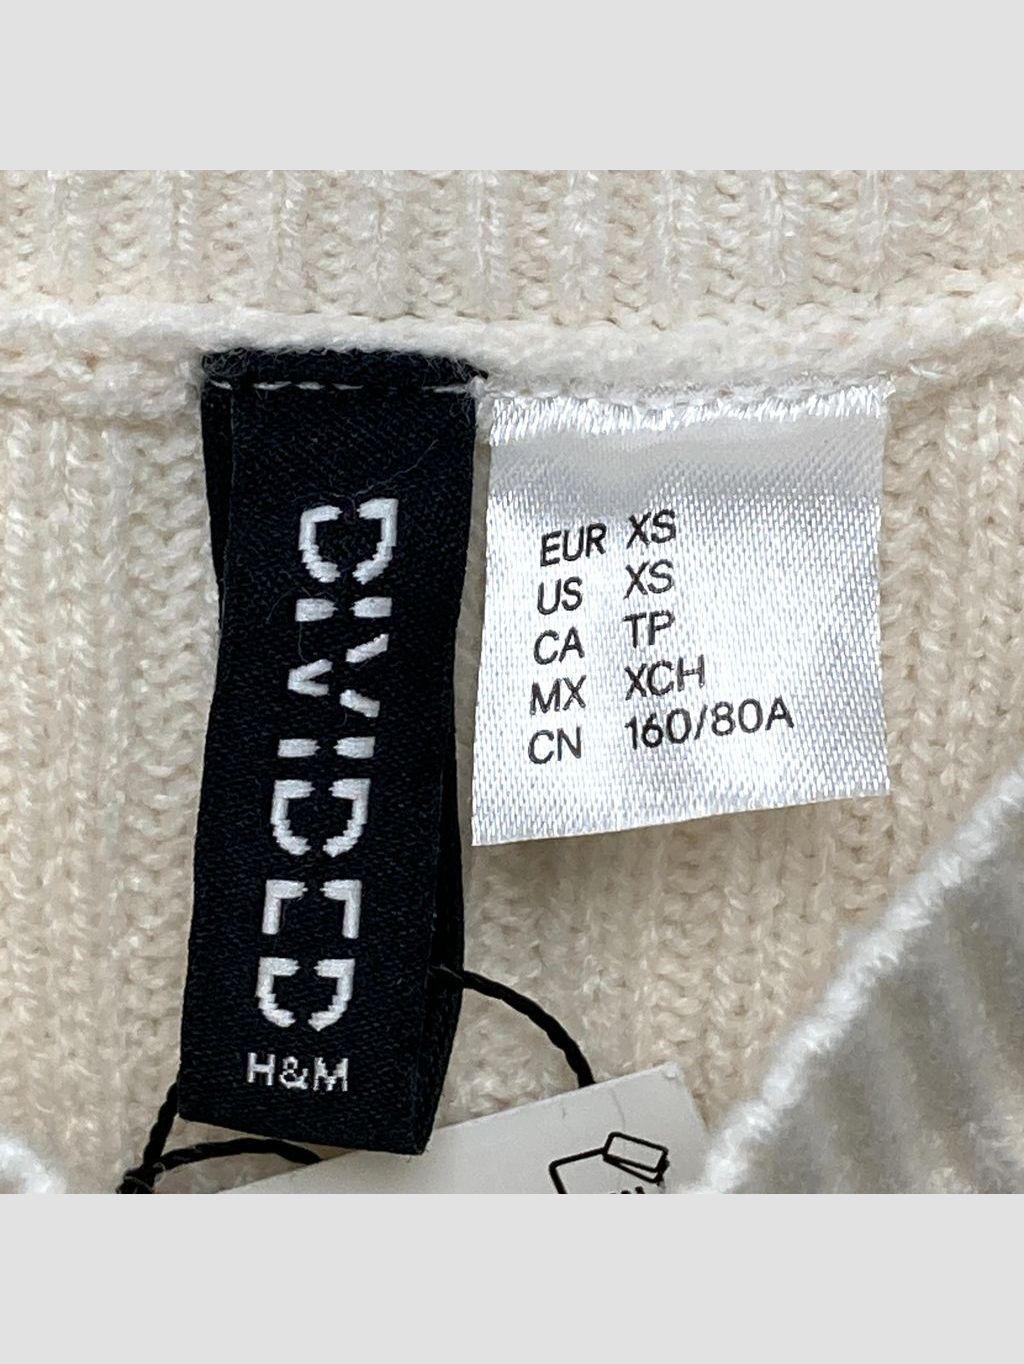 DIVIDED
H&M
EUR XS
US XS
CA TP
MX XCH
CN 160/80A